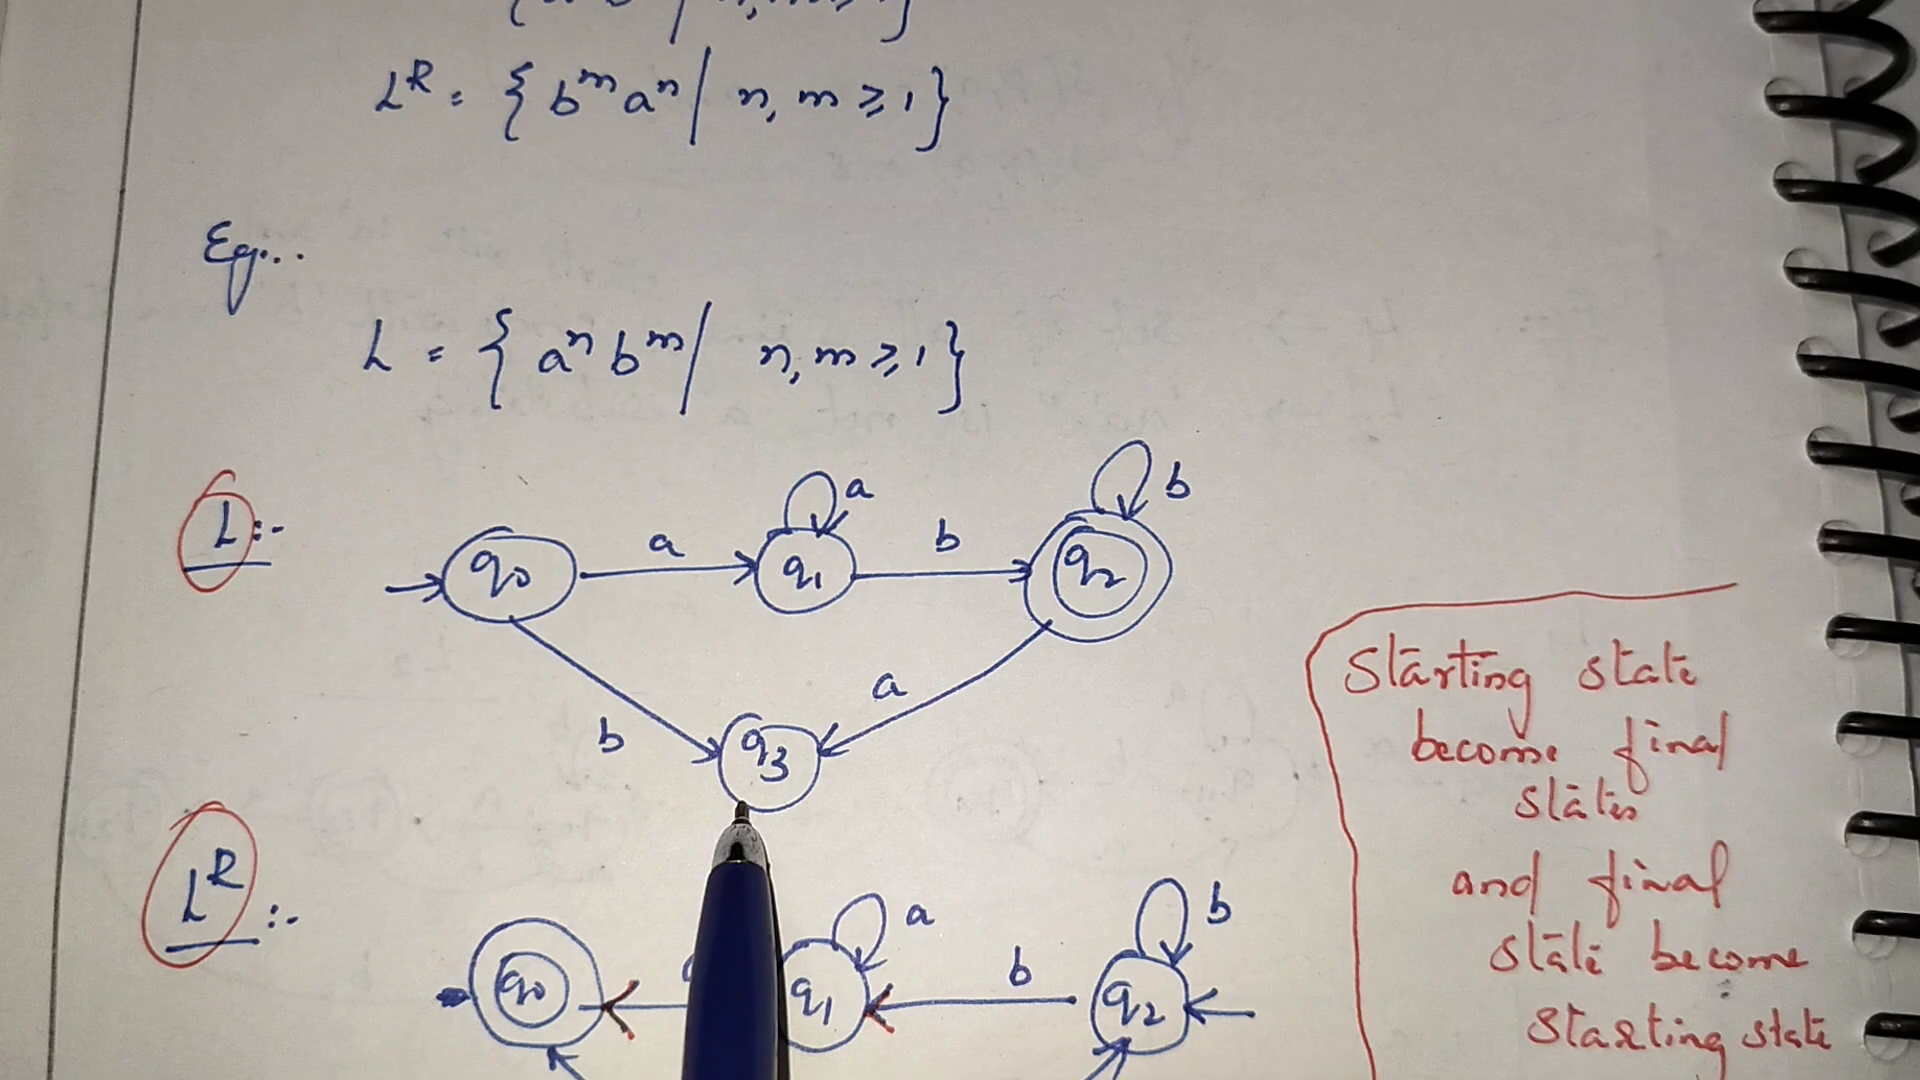 L^R = { b^m a^n | n, m ≥ 1 }
Eg:..
L = { a^n b^m | n, m ≥ 1 }
L :-
a
b
q0
a
q1
b
q2
b
a
q3
L^R :-
a
b
q0
q1
b
q2
Starting state
become final
states
and final
state become
starting state